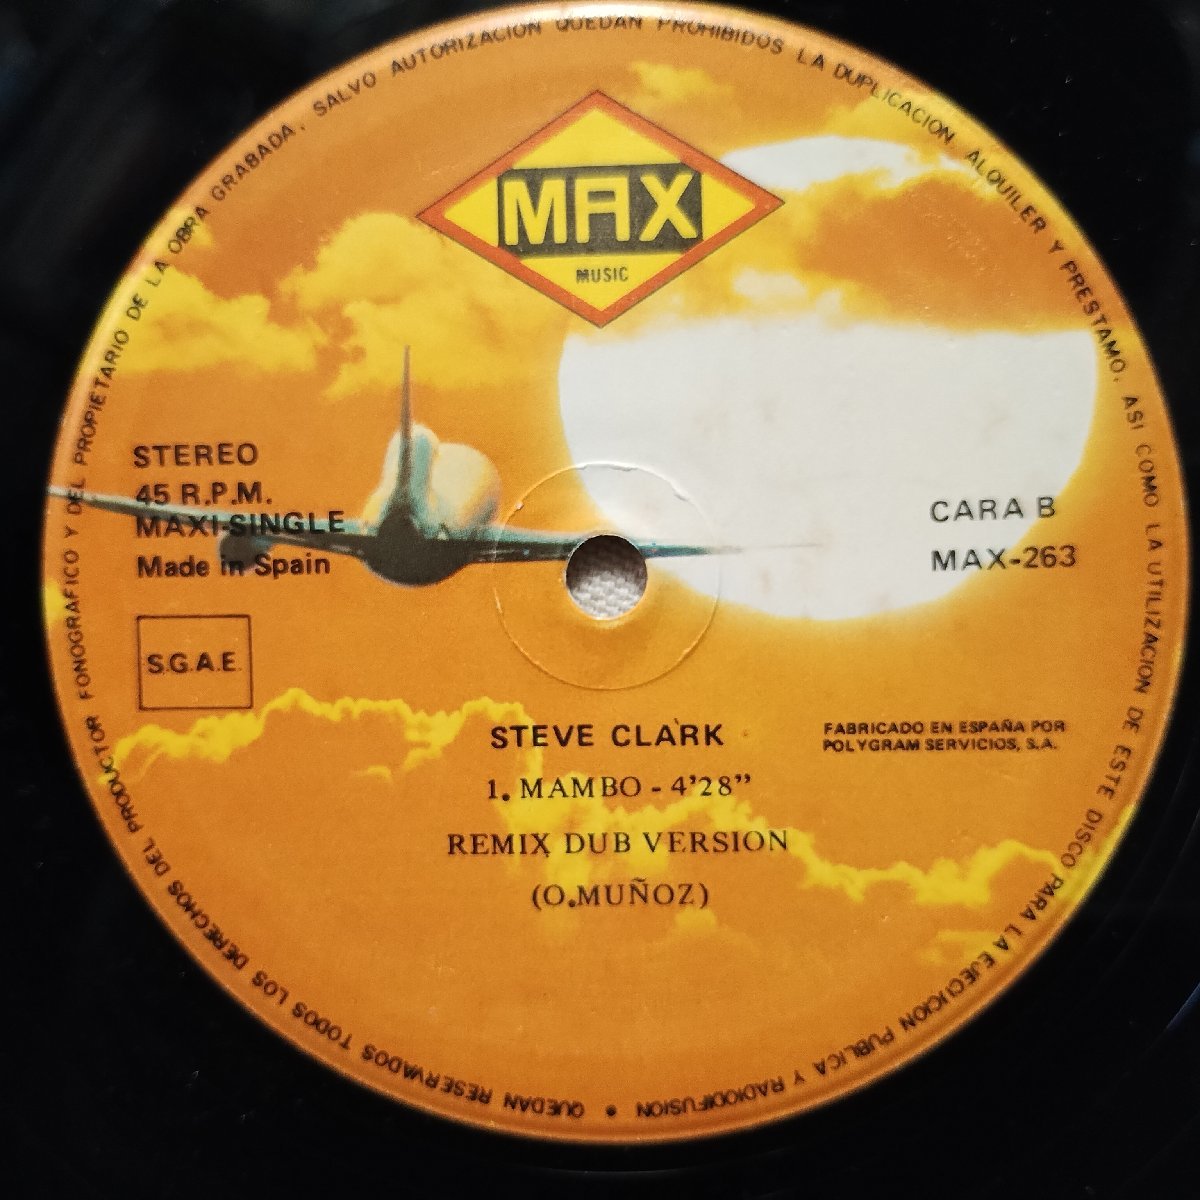 MAX
MUSIC
STEREO
45 R.P.M.
MAXI-SINGLE
Made in Spain
S.G.A.E.
CARA B
MAX-263
STEVE CLARK
1. MAMBO - 4'28"
REMIX DUB VERSION
(O.MUÑOZ)
FABRICADO EN ESPAÑA POR
POLYGRAM SERVICIOS, S.A.
QUEDAN RESERVADOS TODOS LOS DERECHOS DEL PRODUCTOR FONOGRAFICO Y DEL PROPIETARIO DE LA OBRA GRABADA. SALVO AUTORIZACION QUEDAN PROHIBIDOS LA DUPLICACION, ALQUILER Y PRESTAMO, ASI COMO LA UTILIZACION DE ESTE DISCO PARA LA EJECUCION PUBLICA Y RADIODIFUSION •